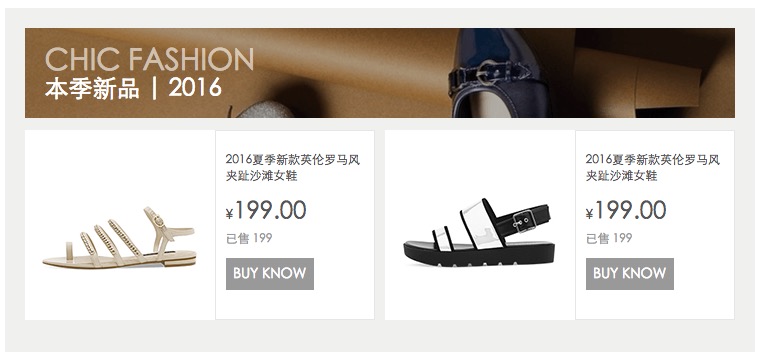 CHIC FASHION
本季新品 | 2016
2016夏季新款英伦罗马风
夹趾沙滩女鞋
¥199.00
已售 199
BUY KNOW
2016夏季新款英伦罗马风
夹趾沙滩女鞋
¥199.00
已售 199
BUY KNOW